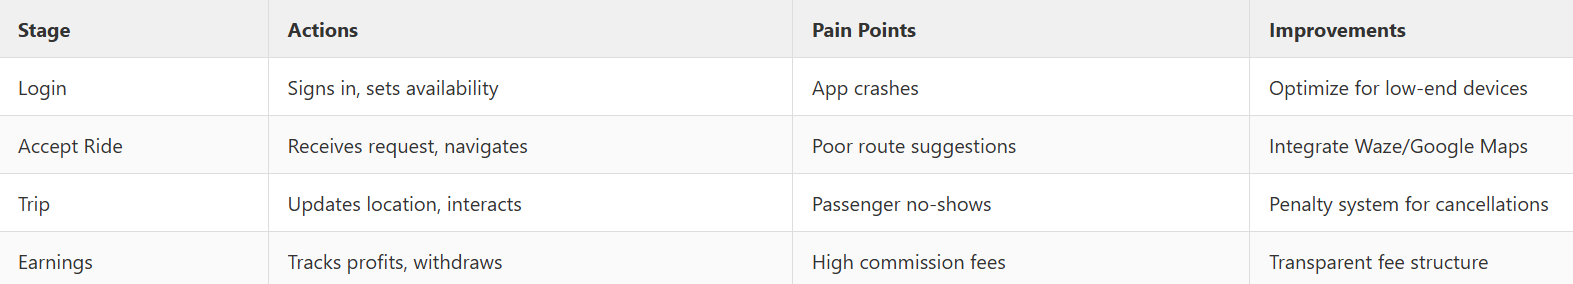 Stage Actions Pain Points Improvements
Login Signs in, sets availability App crashes Optimize for low-end devices
Accept Ride Receives request, navigates Poor route suggestions Integrate Waze/Google Maps
Trip Updates location, interacts Passenger no-shows Penalty system for cancellations
Earnings Tracks profits, withdraws High commission fees Transparent fee structure